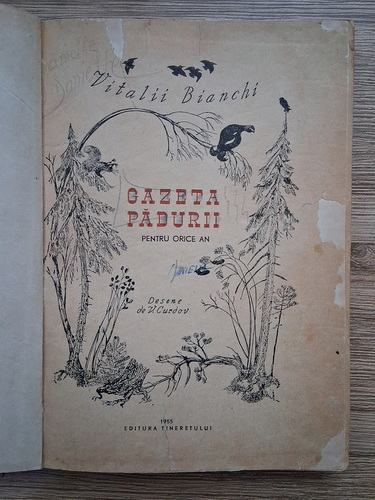 Vitalii Bianchi
GAZETA
PĂDURII
PENTRU ORICE AN
Desene
de V. Curdov
1955
EDITURA TINERETULUI